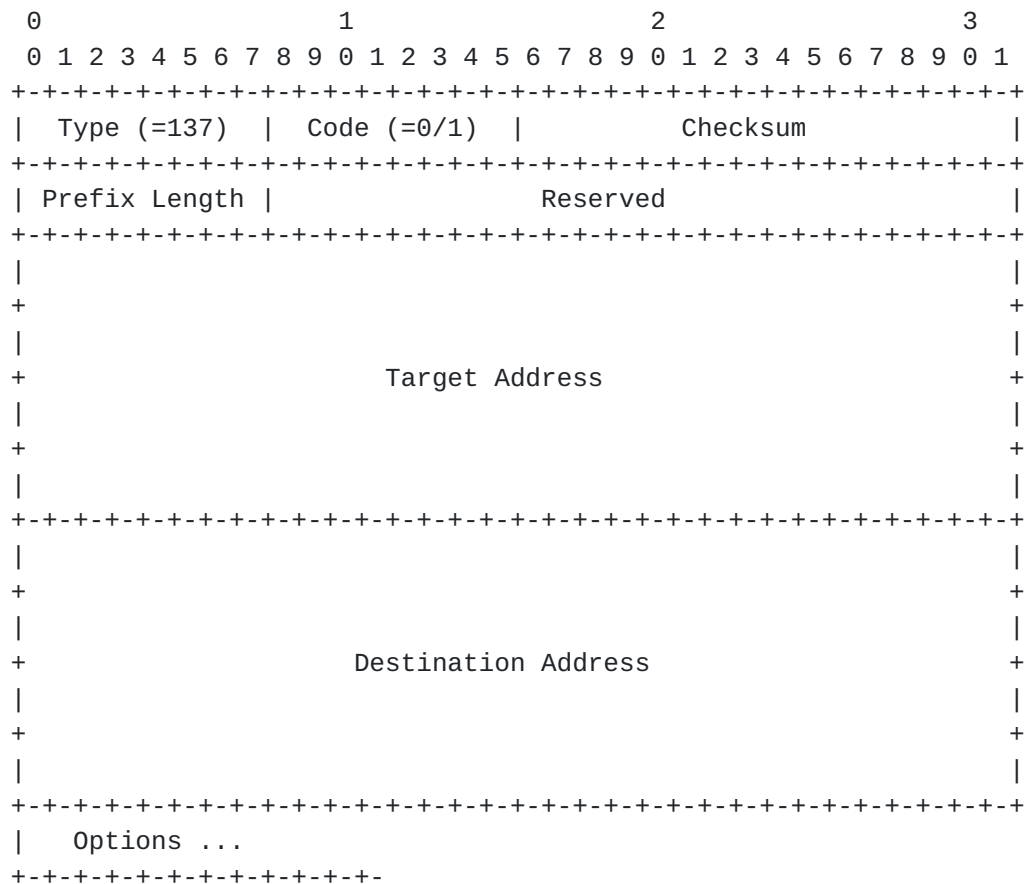 0                   1                   2                   3
 0 1 2 3 4 5 6 7 8 9 0 1 2 3 4 5 6 7 8 9 0 1 2 3 4 5 6 7 8 9 0 1
+-+-+-+-+-+-+-+-+-+-+-+-+-+-+-+-+-+-+-+-+-+-+-+-+-+-+-+-+-+-+-+-+
|  Type (=137)  |  Code (=0/1)  |          Checksum             |
+-+-+-+-+-+-+-+-+-+-+-+-+-+-+-+-+-+-+-+-+-+-+-+-+-+-+-+-+-+-+-+-+
| Prefix Length |                 Reserved                      |
+-+-+-+-+-+-+-+-+-+-+-+-+-+-+-+-+-+-+-+-+-+-+-+-+-+-+-+-+-+-+-+-+
|                                                               |
+                                                               +
|                                                               |
+                       Target Address                          +
|                                                               |
+                                                               +
|                                                               |
+-+-+-+-+-+-+-+-+-+-+-+-+-+-+-+-+-+-+-+-+-+-+-+-+-+-+-+-+-+-+-+-+
|                                                               |
+                                                               +
|                                                               |
+                     Destination Address                       +
|                                                               |
+                                                               +
|                                                               |
+-+-+-+-+-+-+-+-+-+-+-+-+-+-+-+-+-+-+-+-+-+-+-+-+-+-+-+-+-+-+-+-+
|   Options ...
+-+-+-+-+-+-+-+-+-+-+-+-